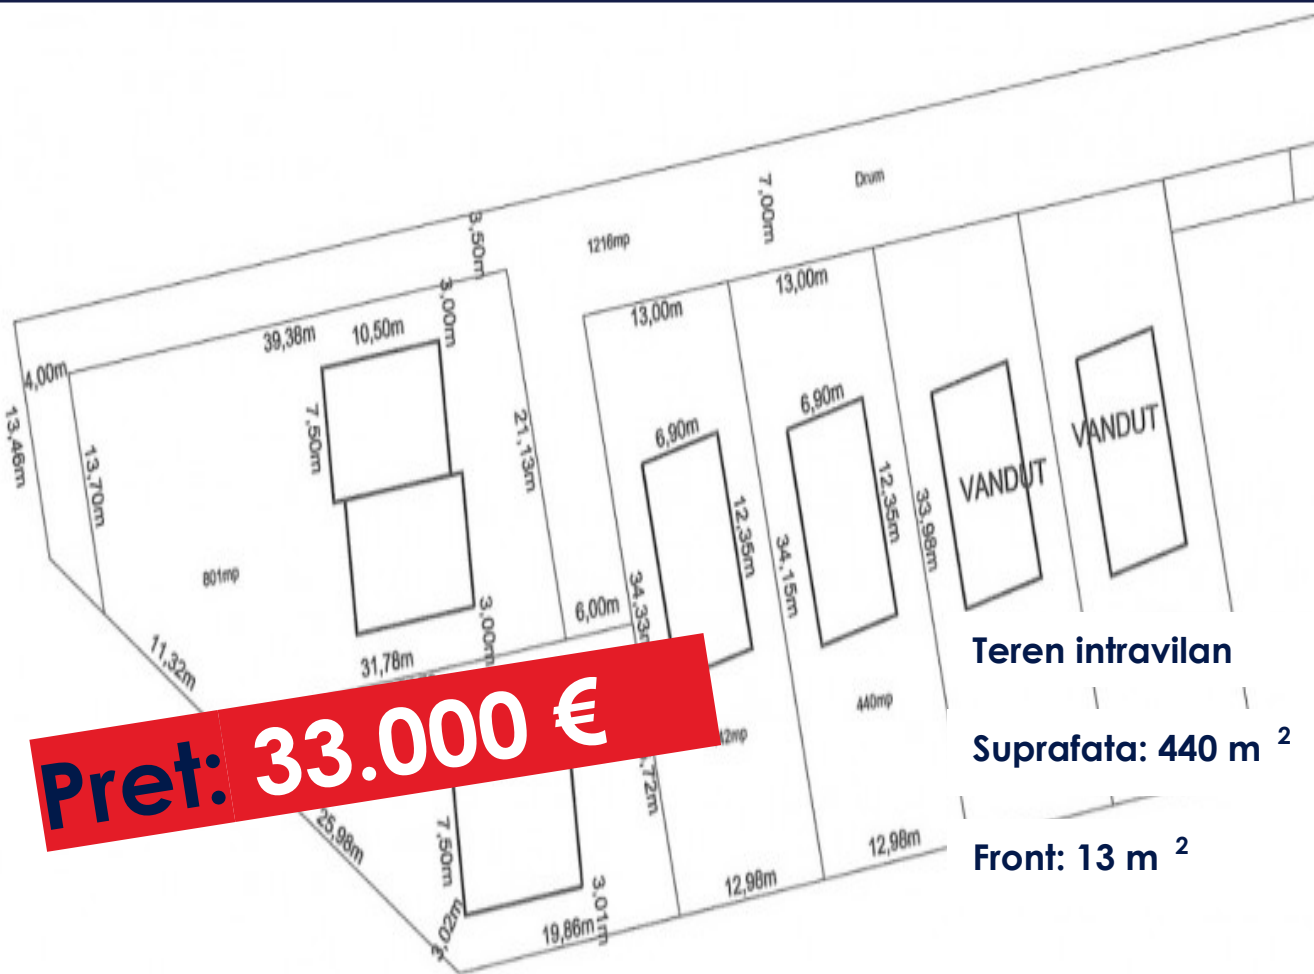 Drum
7,00m
3,50m
1216mp
13,00m
13,00m
3,00m
39,38m
10,50m
4,00m
13,46m
13,70m
7,50m
21,13m
6,90m
6,90m
12,35m
12,35m
33,98m
34,15m
VANDUT
VANDUT
801mp
6,00m
3,00m
11,32m
31,78m
Teren intravilan
440mp
Suprafata: 440 m 2
Pret: 33.000 €
Front: 13 m 2
25,98m
7,50m
12,98m
12,98m
3,01m
3,02m
19,86m